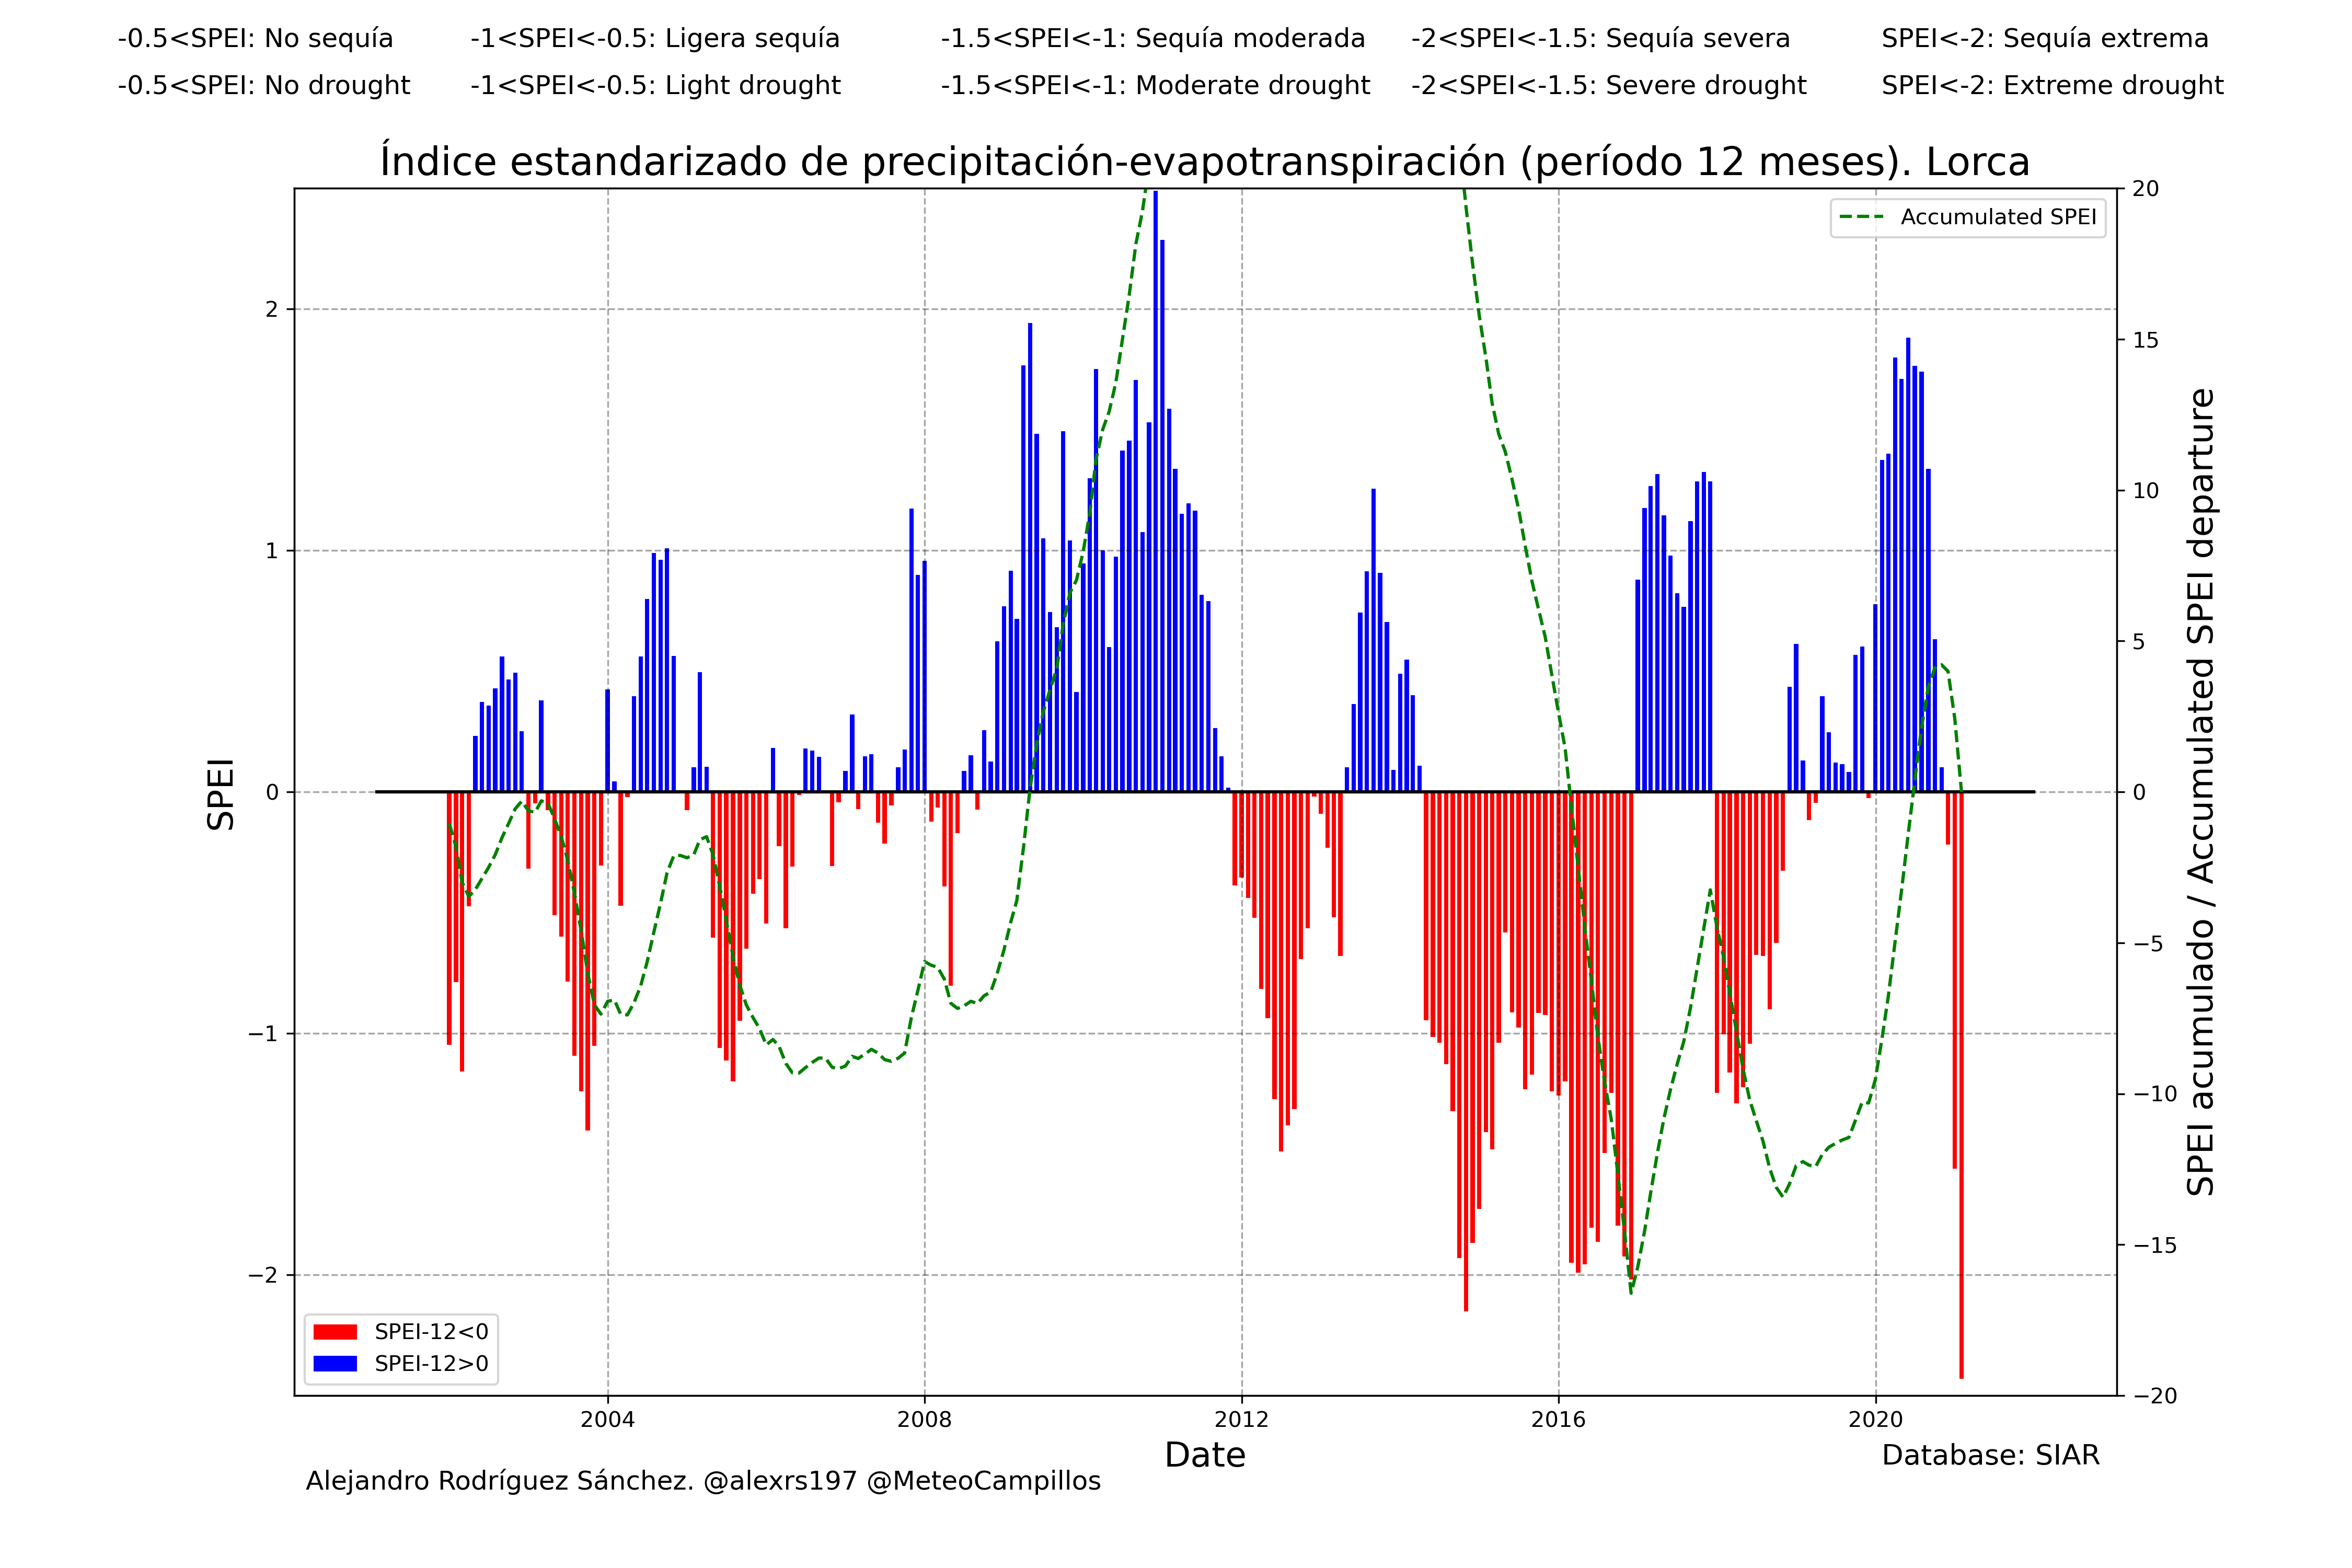 -0.5<SPEI: No sequía -1<SPEI<-0.5: Ligera sequía -1.5<SPEI<-1: Sequía moderada -2<SPEI<-1.5: Sequía severa SPEI<-2: Sequía extrema
-0.5<SPEI: No drought -1<SPEI<-0.5: Light drought -1.5<SPEI<-1: Moderate drought -2<SPEI<-1.5: Severe drought SPEI<-2: Extreme drought
Índice estandarizado de precipitación-evapotranspiración (período 12 meses). Lorca
Accumulated SPEI
SPEI
2
1
0
−1
−2
20
15
10
5
0
−5
−10
−15
−20
SPEI acumulado / Accumulated SPEI departure
SPEI-12<0
SPEI-12>0
2004 2008 2012 2016 2020
Date
Database: SIAR
Alejandro Rodríguez Sánchez. @alexrs197 @MeteoCampillos